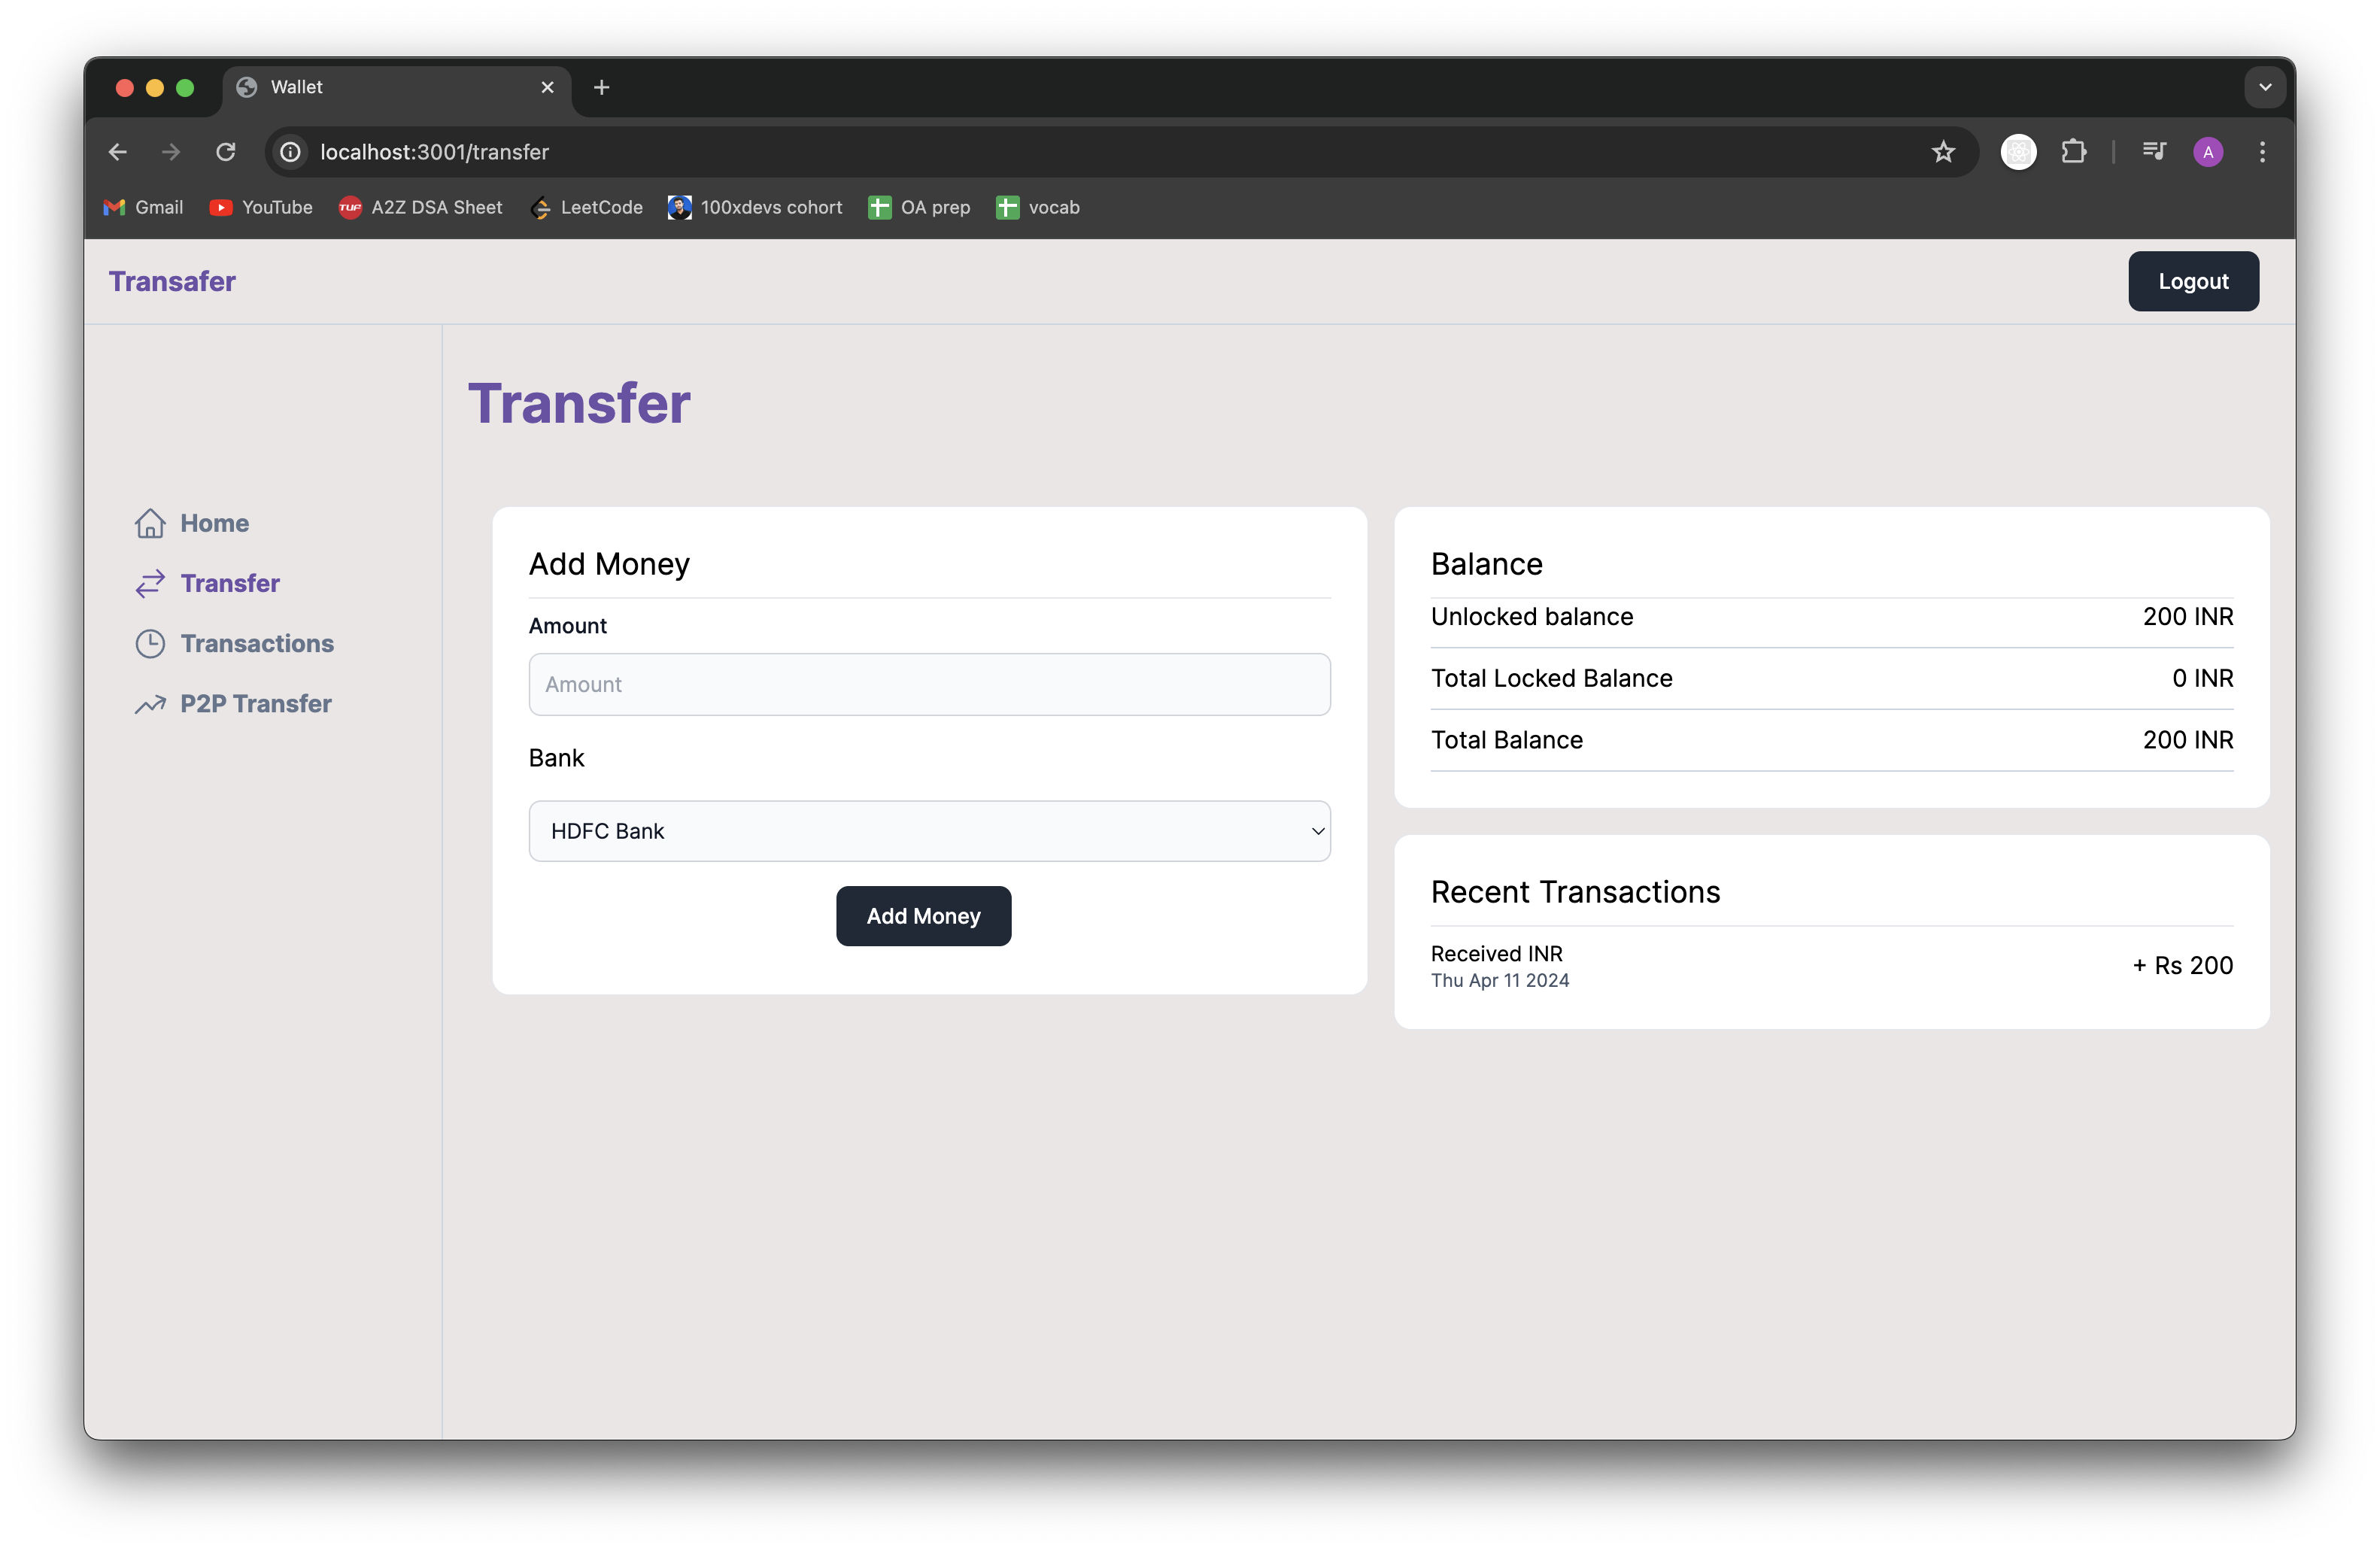 Wallet
localhost:3001/transfer
A
Gmail YouTube TUF A2Z DSA Sheet LeetCode 100xdevs cohort OA prep vocab
Transafer
Logout
Transfer
Home
Transfer
Transactions
P2P Transfer
Add Money
Amount
Amount
Bank
HDFC Bank
Add Money
Balance
Unlocked balance 200 INR
Total Locked Balance 0 INR
Total Balance 200 INR
Recent Transactions
Received INR
Thu Apr 11 2024
+ Rs 200